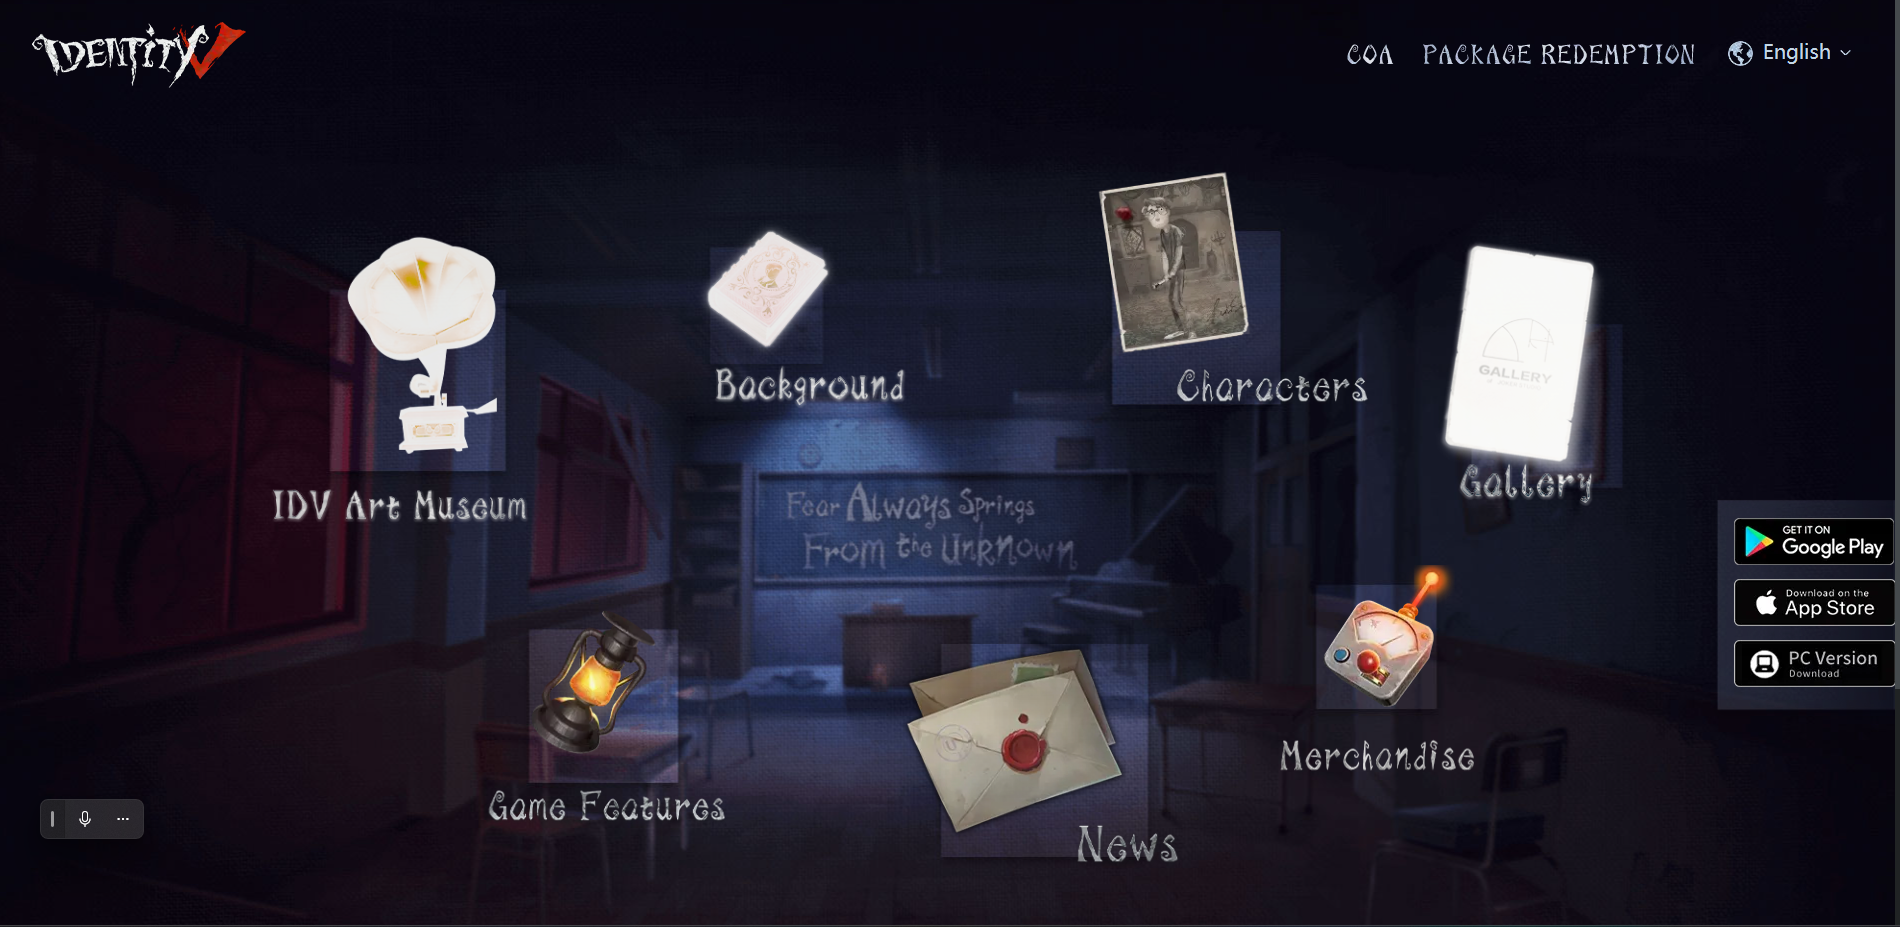 IDENTITY V
COA
PACKAGE REDEMPTION
English
Background
Characters
GALLERY
Gallery
IDV Art Museum
Fear Always Springs
From the Unknown
GET IT ON
Google Play
Download on the
App Store
PC Version
Download
Merchandise
Game Features
News